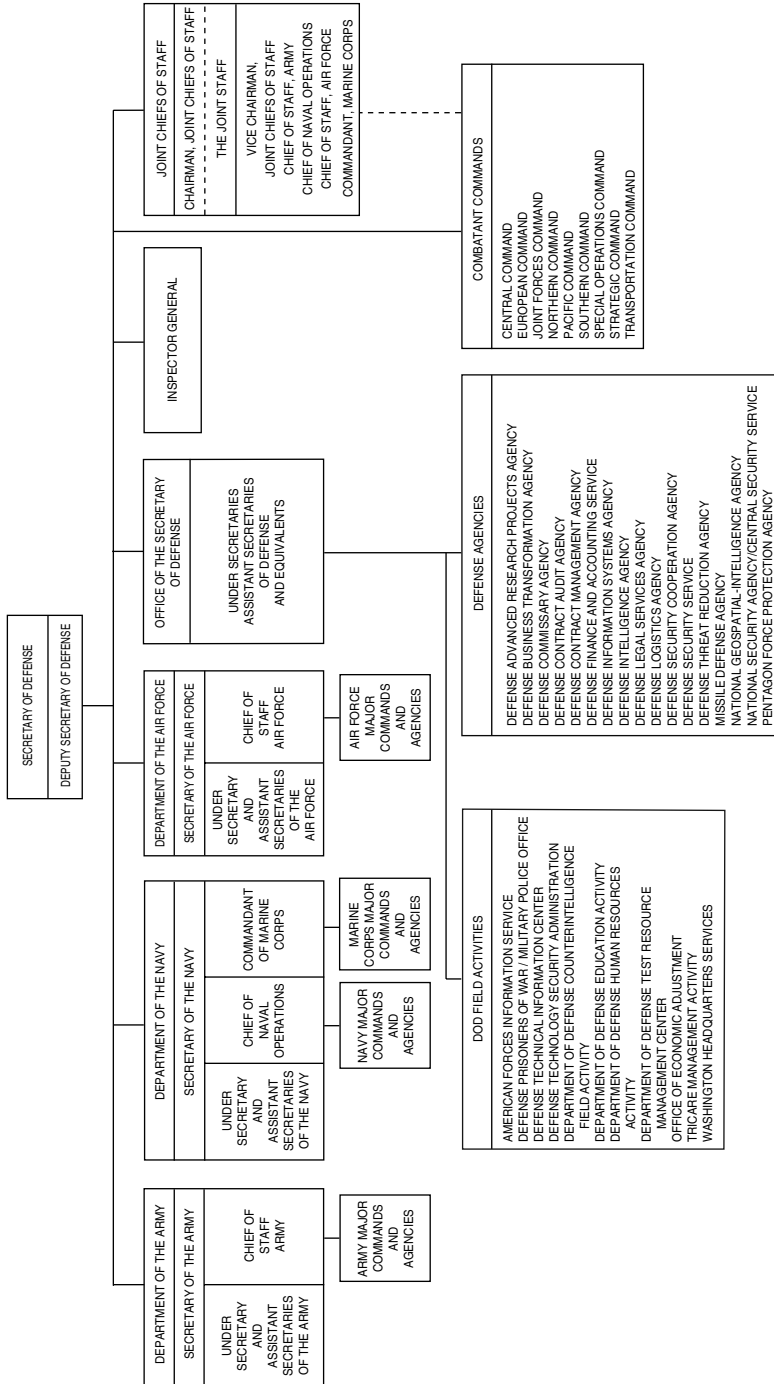 SECRETARY OF DEFENSE
DEPUTY SECRETARY OF DEFENSE
DEPARTMENT OF THE ARMY
SECRETARY OF THE ARMY
UNDER
SECRETARY
AND
ASSISTANT
SECRETARIES
OF THE ARMY
CHIEF OF
STAFF
ARMY
ARMY MAJOR
COMMANDS
AND
AGENCIES
DEPARTMENT OF THE NAVY
SECRETARY OF THE NAVY
UNDER
SECRETARY
AND
ASSISTANT
SECRETARIES
OF THE NAVY
CHIEF OF
NAVAL
OPERATIONS
COMMANDANT
OF MARINE
CORPS
NAVY MAJOR
COMMANDS
AND
AGENCIES
MARINE
CORPS MAJOR
COMMANDS
AND
AGENCIES
DEPARTMENT OF THE AIR FORCE
SECRETARY OF THE AIR FORCE
UNDER
SECRETARY
AND
ASSISTANT
SECRETARIES
OF THE
AIR FORCE
CHIEF OF
STAFF
AIR FORCE
AIR FORCE
MAJOR
COMMANDS
AND
AGENCIES
OFFICE OF THE SECRETARY
OF DEFENSE
UNDER SECRETARIES
ASSISTANT SECRETARIES
OF DEFENSE
AND EQUIVALENTS
INSPECTOR GENERAL
JOINT CHIEFS OF STAFF
CHAIRMAN, JOINT CHIEFS OF STAFF
THE JOINT STAFF
VICE CHAIRMAN,
JOINT CHIEFS OF STAFF
CHIEF OF STAFF, ARMY
CHIEF OF NAVAL OPERATIONS
CHIEF OF STAFF, AIR FORCE
COMMANDANT, MARINE CORPS
DOD FIELD ACTIVITIES
AMERICAN FORCES INFORMATION SERVICE
DEFENSE PRISONERS OF WAR / MILITARY POLICE OFFICE
DEFENSE TECHNICAL INFORMATION CENTER
DEFENSE TECHNOLOGY SECURITY ADMINISTRATION
DEPARTMENT OF DEFENSE COUNTERINTELLIGENCE
FIELD ACTIVITY
DEPARTMENT OF DEFENSE EDUCATION ACTIVITY
DEPARTMENT OF DEFENSE HUMAN RESOURCES
ACTIVITY
DEPARTMENT OF DEFENSE TEST RESOURCE
MANAGEMENT CENTER
OFFICE OF ECONOMIC ADJUSTMENT
TRICARE MANAGEMENT ACTIVITY
WASHINGTON HEADQUARTERS SERVICES
DEFENSE AGENCIES
DEFENSE ADVANCED RESEARCH PROJECTS AGENCY
DEFENSE BUSINESS TRANSFORMATION AGENCY
DEFENSE COMMISSARY AGENCY
DEFENSE CONTRACT AUDIT AGENCY
DEFENSE CONTRACT MANAGEMENT AGENCY
DEFENSE FINANCE AND ACCOUNTING SERVICE
DEFENSE INFORMATION SYSTEMS AGENCY
DEFENSE INTELLIGENCE AGENCY
DEFENSE LEGAL SERVICES AGENCY
DEFENSE LOGISTICS AGENCY
DEFENSE SECURITY COOPERATION AGENCY
DEFENSE SECURITY SERVICE
DEFENSE THREAT REDUCTION AGENCY
MISSILE DEFENSE AGENCY
NATIONAL GEOSPATIAL-INTELLIGENCE AGENCY
NATIONAL SECURITY AGENCY/CENTRAL SECURITY SERVICE
PENTAGON FORCE PROTECTION AGENCY
COMBATANT COMMANDS
CENTRAL COMMAND
EUROPEAN COMMAND
JOINT FORCES COMMAND
NORTHERN COMMAND
PACIFIC COMMAND
SOUTHERN COMMAND
SPECIAL OPERATIONS COMMAND
STRATEGIC COMMAND
TRANSPORTATION COMMAND